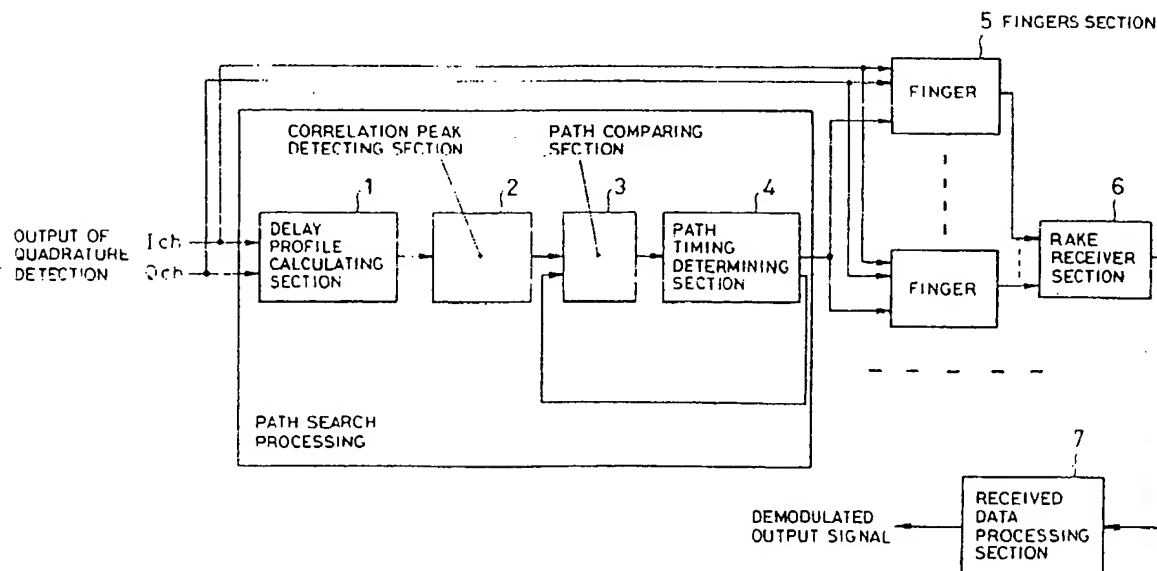 5 FINGERS SECTION
FINGER
CORRELATION PEAK
DETECTING SECTION
PATH COMPARING
SECTION
1
2
3
4
6
OUTPUT OF
QUADRATURE
DETECTION
I ch
Q ch
DELAY
PROFILE
CALCULATING
SECTION
PATH
TIMING
DETERMINING
SECTION
FINGER
RAKE
RECEIVER
SECTION
PATH SEARCH
PROCESSING
7
DEMODULATED
OUTPUT SIGNAL
RECEIVED
DATA
PROCESSING
SECTION